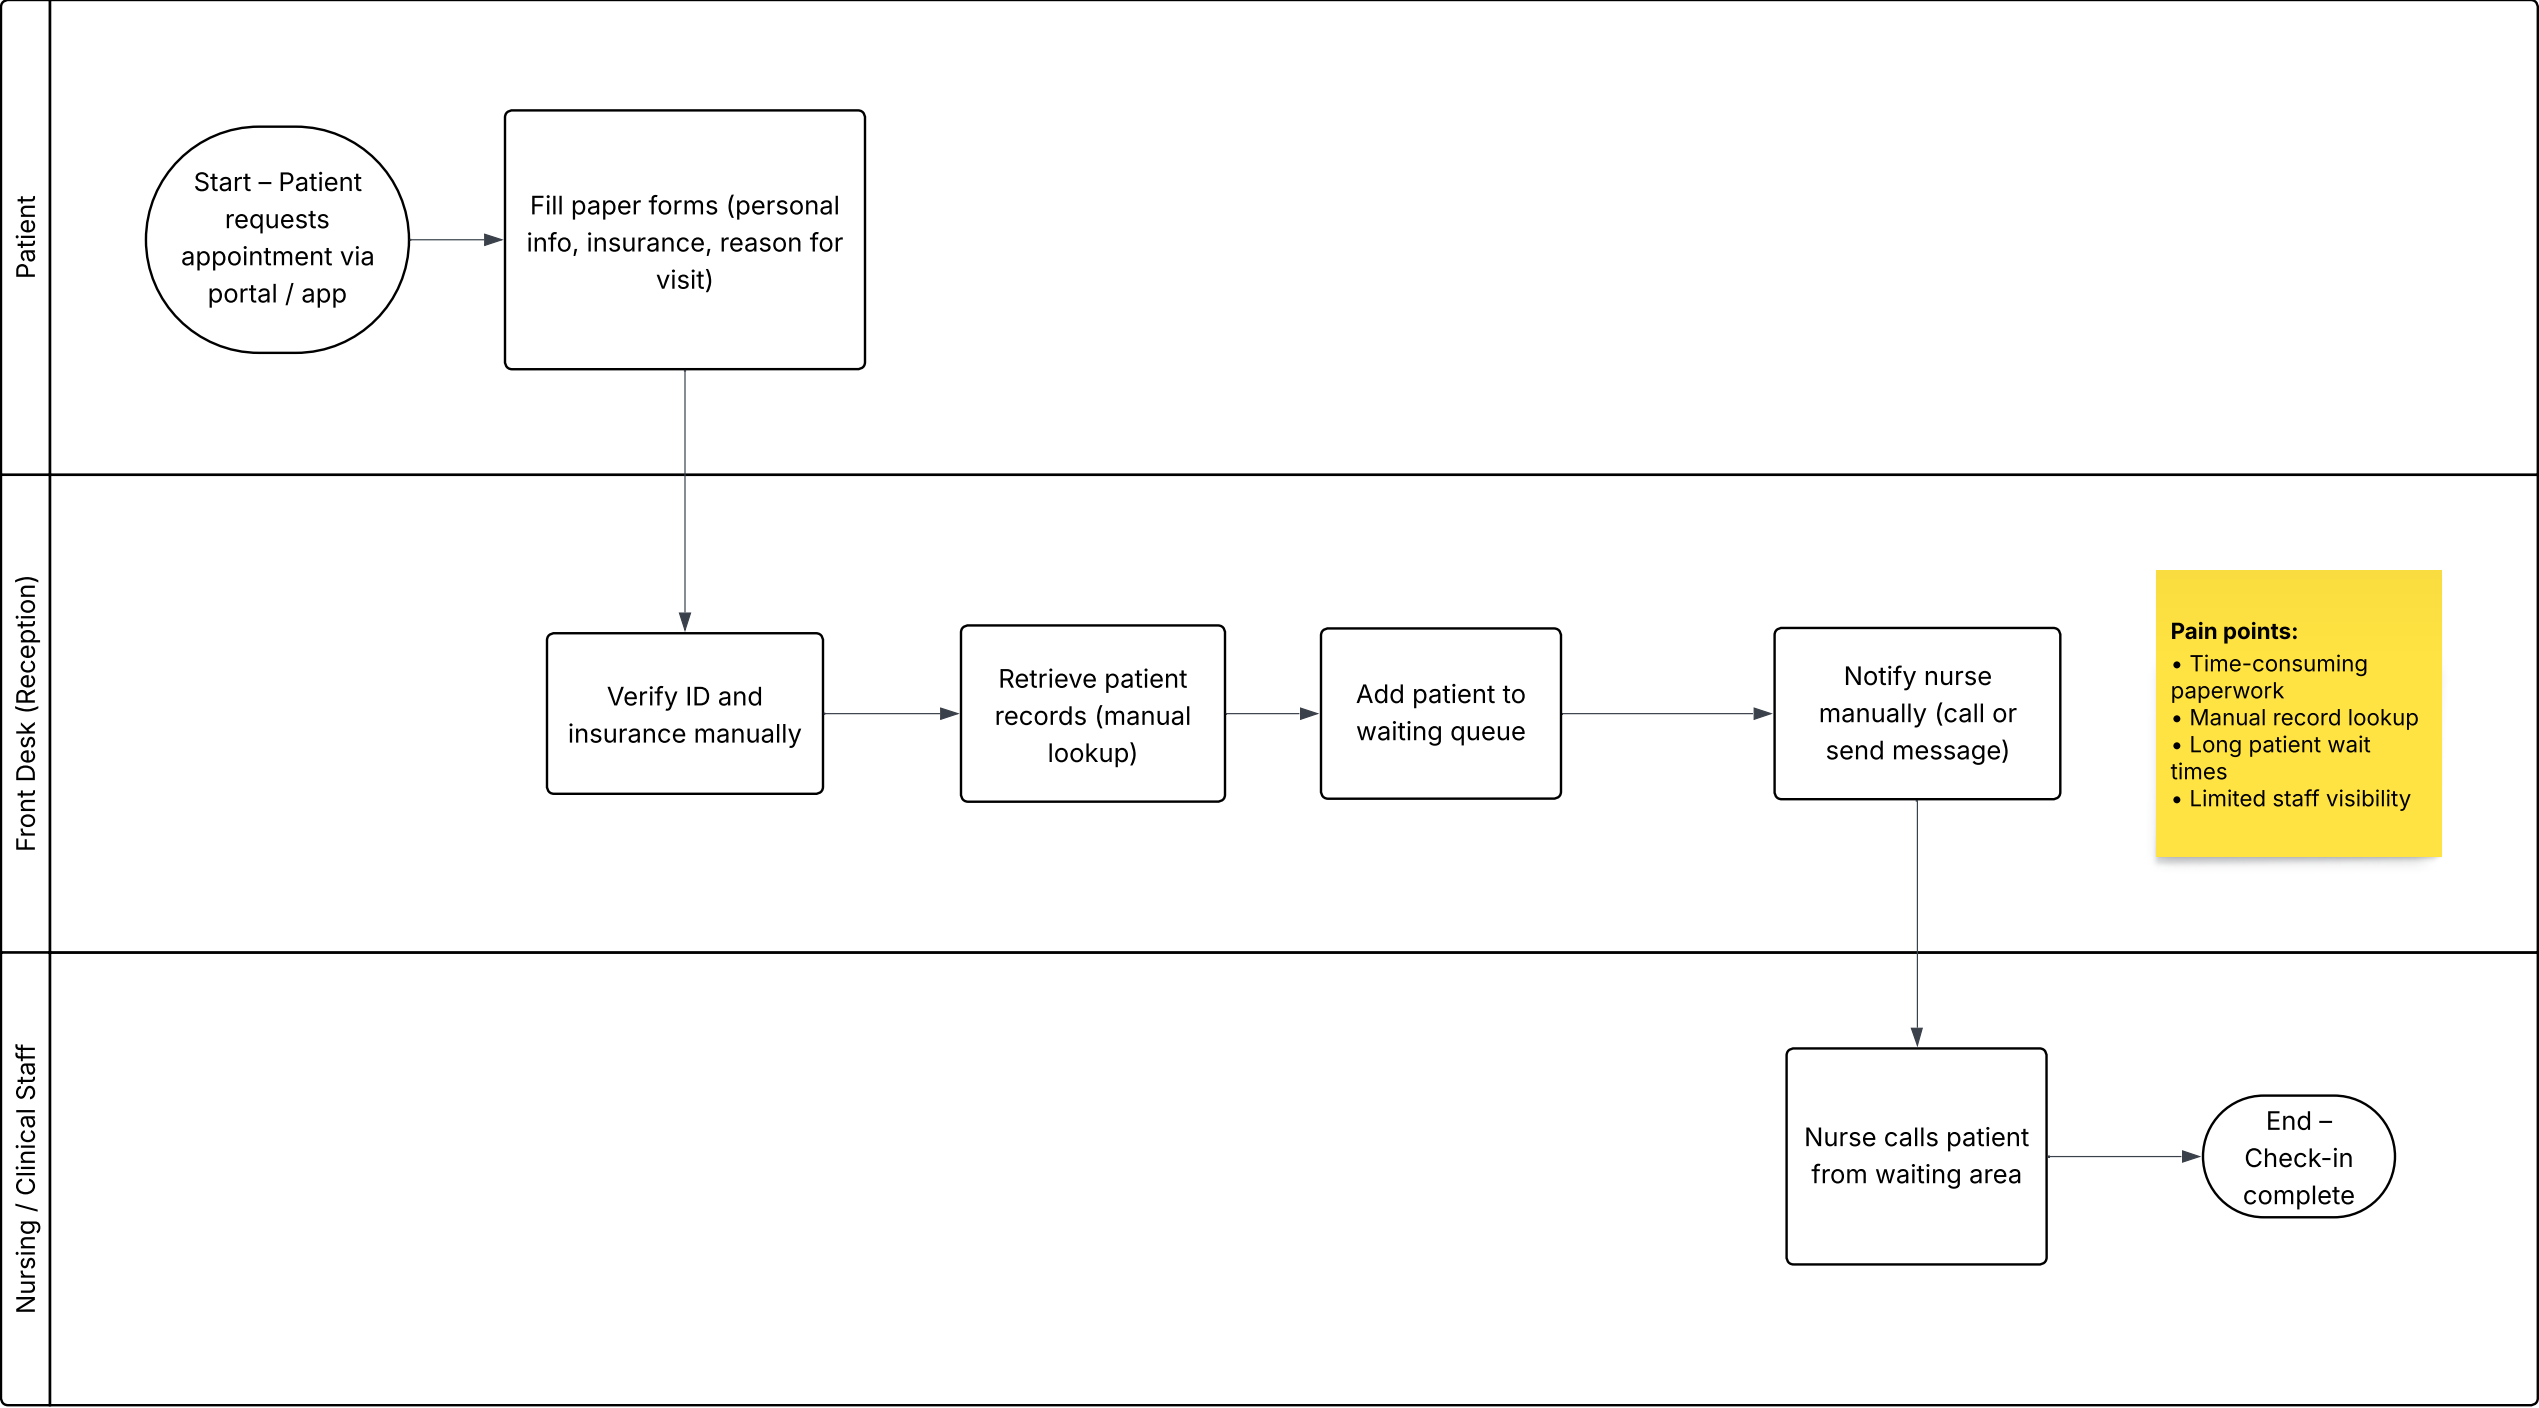 Patient
Start – Patient
requests
appointment via
portal / app
Fill paper forms (personal
info, insurance, reason for
visit)
Front Desk (Reception)
Verify ID and
insurance manually
Retrieve patient
records (manual
lookup)
Add patient to
waiting queue
Notify nurse
manually (call or
send message)
Pain points:
• Time-consuming
paperwork
• Manual record lookup
• Long patient wait
times
• Limited staff visibility
Nursing / Clinical Staff
Nurse calls patient
from waiting area
End –
Check-in
complete